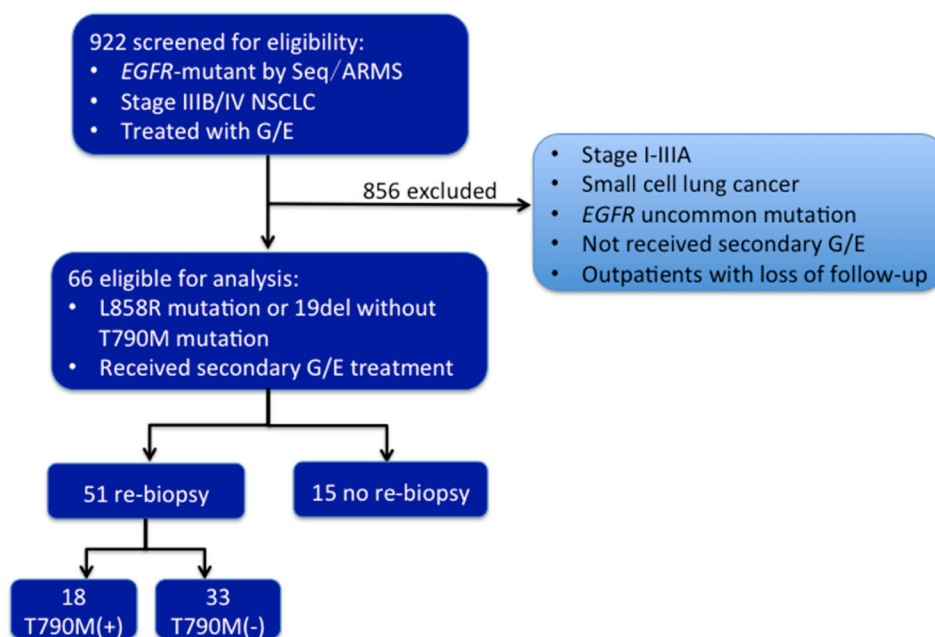 922 screened for eligibility:
• EGFR-mutant by Seq/ARMS
• Stage IIIB/IV NSCLC
• Treated with G/E
856 excluded
• Stage I-IIIA
• Small cell lung cancer
• EGFR uncommon mutation
• Not received secondary G/E
• Outpatients with loss of follow-up
66 eligible for analysis:
• L858R mutation or 19del without
T790M mutation
• Received secondary G/E treatment
51 re-biopsy
15 no re-biopsy
18
T790M(+)
33
T790M(-)